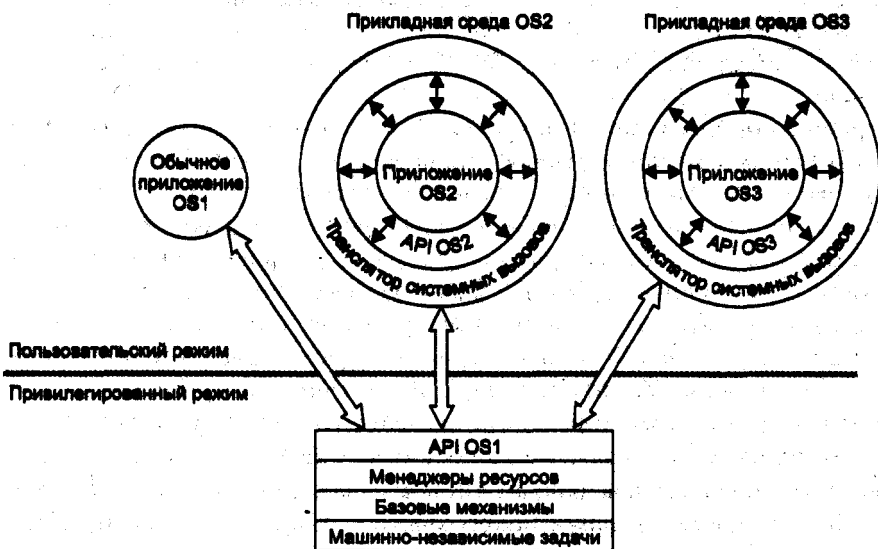 Прикладная среда OS2
Прикладная среда OS3
Обычное
приложение
OS1
Приложение
OS2
API OS2
Транслятор системных вызовов
Приложение
OS3
API OS3
Транслятор системных вызовов
Пользовательский режим
Привилегированный режим
API OS1
Менеджеры ресурсов
Базовые механизмы
Машинно-независимые задачи